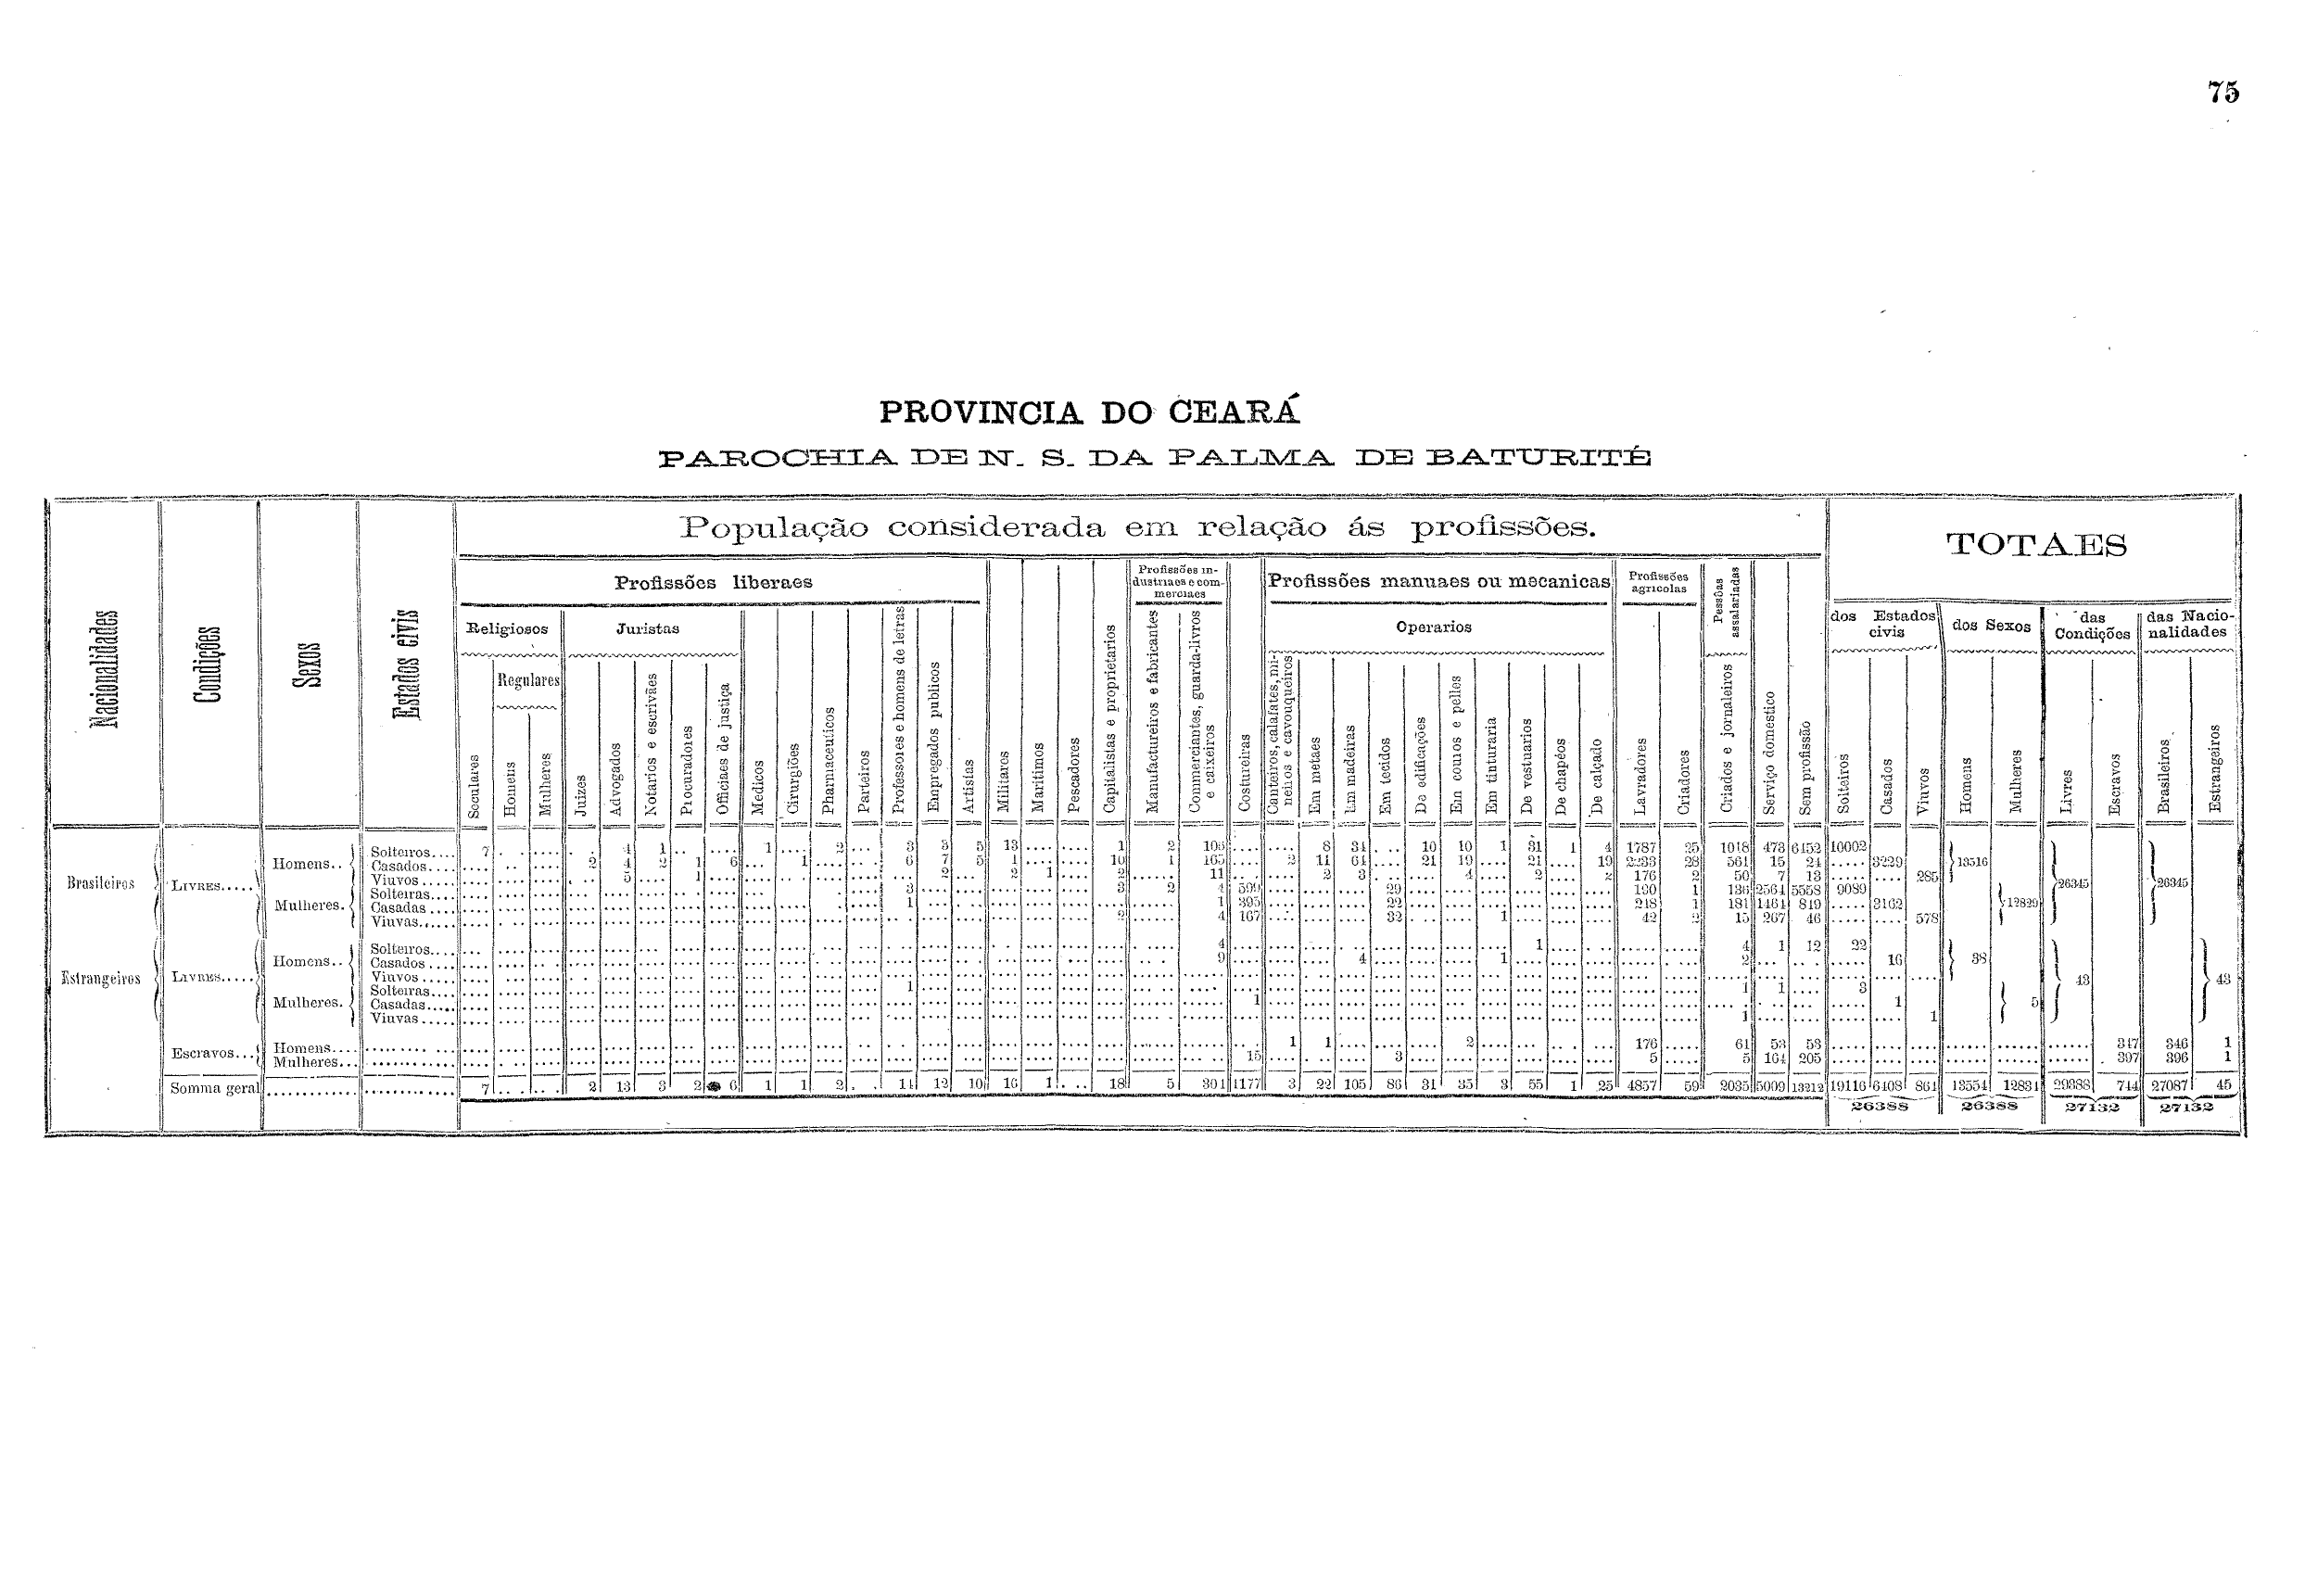 75
PROVINCIA DO CEARÁ
PAROCHIA DE N. S. DA PALMA DE BATURITÉ
Nacionalidades
Condições
Sexos
Estados civis
População considerada em relação ás profissões.
TOTAES
Profissões liberaes
Profissões industriaes e commerciaes
Profissões manuaes ou mecanicas
Profissões agricolas
Pessôas assalariadas
dos Estados civis
dos Sexos
das Condições
das Nacionalidades
Religiosos
Juristas
Operarios
Regulares
Seculares
Homens
Mulheres
Juizes
Advogados
Notarios e escrivães
Procuradores
Officiaes de justiça
Medicos
Cirurgiões
Pharmaceuticos
Parteiros
Professores e homens de letras
Empregados publicos
Artistas
Militares
Maritimos
Pescadores
Capitalistas e proprietarios
Manufactureiros e fabricantes
Commerciantes, guarda-livros e caixeiros
Costureiras
Canteiros, calafates, mineiros e cavouqueiros
Em metaes
Em madeiras
Em tecidos
De edificações
Em couros e pelles
Em tinturaria
De vestuarios
De chapéos
De calçado
Lavradores
Criadores
Criados e jornaleiros
Serviço domestico
Sem profissão
Solteiros
Casados
Viuvos
Homens
Mulheres
Livres
Escravos
Brasileiros
Estrangeiros
Brasileiros
LIVRES.....
Homens..
Solteiros.... 7 4 1 1 2 3 3 5 13 1 2 8 34 10 10 1 31 1 4 1787 25 1018 473 6152 10002
Casados.... 2 4 2 1 6 1 6 7 5 1 10 1 165 2 11 61 21 19 21 19 2233 28 561 15 24 3229 13516
Viuvos..... 5 1 2 2 1 2 11 2 3 4 2 2 176 2 50 7 13 285
Mulheres.
Solteiras.... 3 3 2 4 599 29 100 1 136 2564 5558 9089 26345 26345
Casadas.... 1 1 395 22 218 1 181 1461 819 3162 12829
Viuvas...... 2 4 167 32 1 42 2 15 267 46 578
Estrangeiros
LIVRES.....
Homens..
Solteiros.... 4 1 4 1 12 22
Casados.... 9 4 1 2 16 38
Viuvos.....
Mulheres.
Solteiras.... 1 1 1 3 43 43
Casadas..... 1 1 5
Viuvas..... 1 1
Escravos...
Homens.... 1 1 2 176 61 53 53 347 346 1
Mulheres... 15 3 5 5 164 205 397 396 1
Somma geral 7 2 13 3 2 6 1 1 2 11 12 10 16 1 18 5 301 1177 3 22 105 86 31 35 3 55 1 25 4857 59 2035 5009 13212 19116 6408 864 13554 12834 744 27087 45
26388 26388 27132 27132